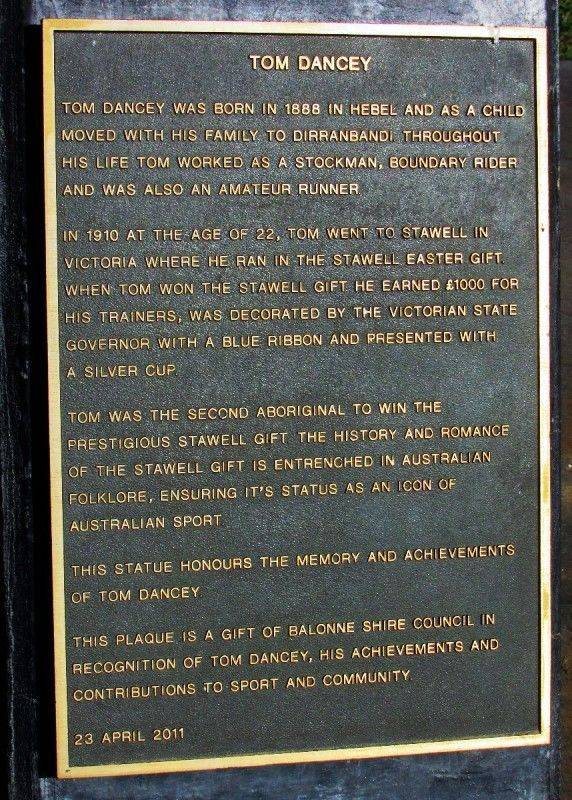 TOM DANCEY
TOM DANCEY WAS BORN IN 1888 IN HEBEL AND AS A CHILD
MOVED WITH HIS FAMILY TO DIRRANBANDI. THROUGHOUT
HIS LIFE TOM WORKED AS A STOCKMAN, BOUNDARY RIDER
AND WAS ALSO AN AMATEUR RUNNER.
IN 1910 AT THE AGE OF 22, TOM WENT TO STAWELL IN
VICTORIA WHERE HE RAN IN THE STAWELL EASTER GIFT.
WHEN TOM WON THE STAWELL GIFT HE EARNED £1000 FOR
HIS TRAINERS, WAS DECORATED BY THE VICTORIAN STATE
GOVERNOR WITH A BLUE RIBBON AND PRESENTED WITH
A SILVER CUP.
TOM WAS THE SECOND ABORIGINAL TO WIN THE
PRESTIGIOUS STAWELL GIFT. THE HISTORY AND ROMANCE
OF THE STAWELL GIFT IS ENTRENCHED IN AUSTRALIAN
FOLKLORE, ENSURING IT'S STATUS AS AN ICON OF
AUSTRALIAN SPORT.
THIS STATUE HONOURS THE MEMORY AND ACHIEVEMENTS
OF TOM DANCEY.
THIS PLAQUE IS A GIFT OF BALONNE SHIRE COUNCIL IN
RECOGNITION OF TOM DANCEY, HIS ACHIEVEMENTS AND
CONTRIBUTIONS TO SPORT AND COMMUNITY.
23 APRIL 2011